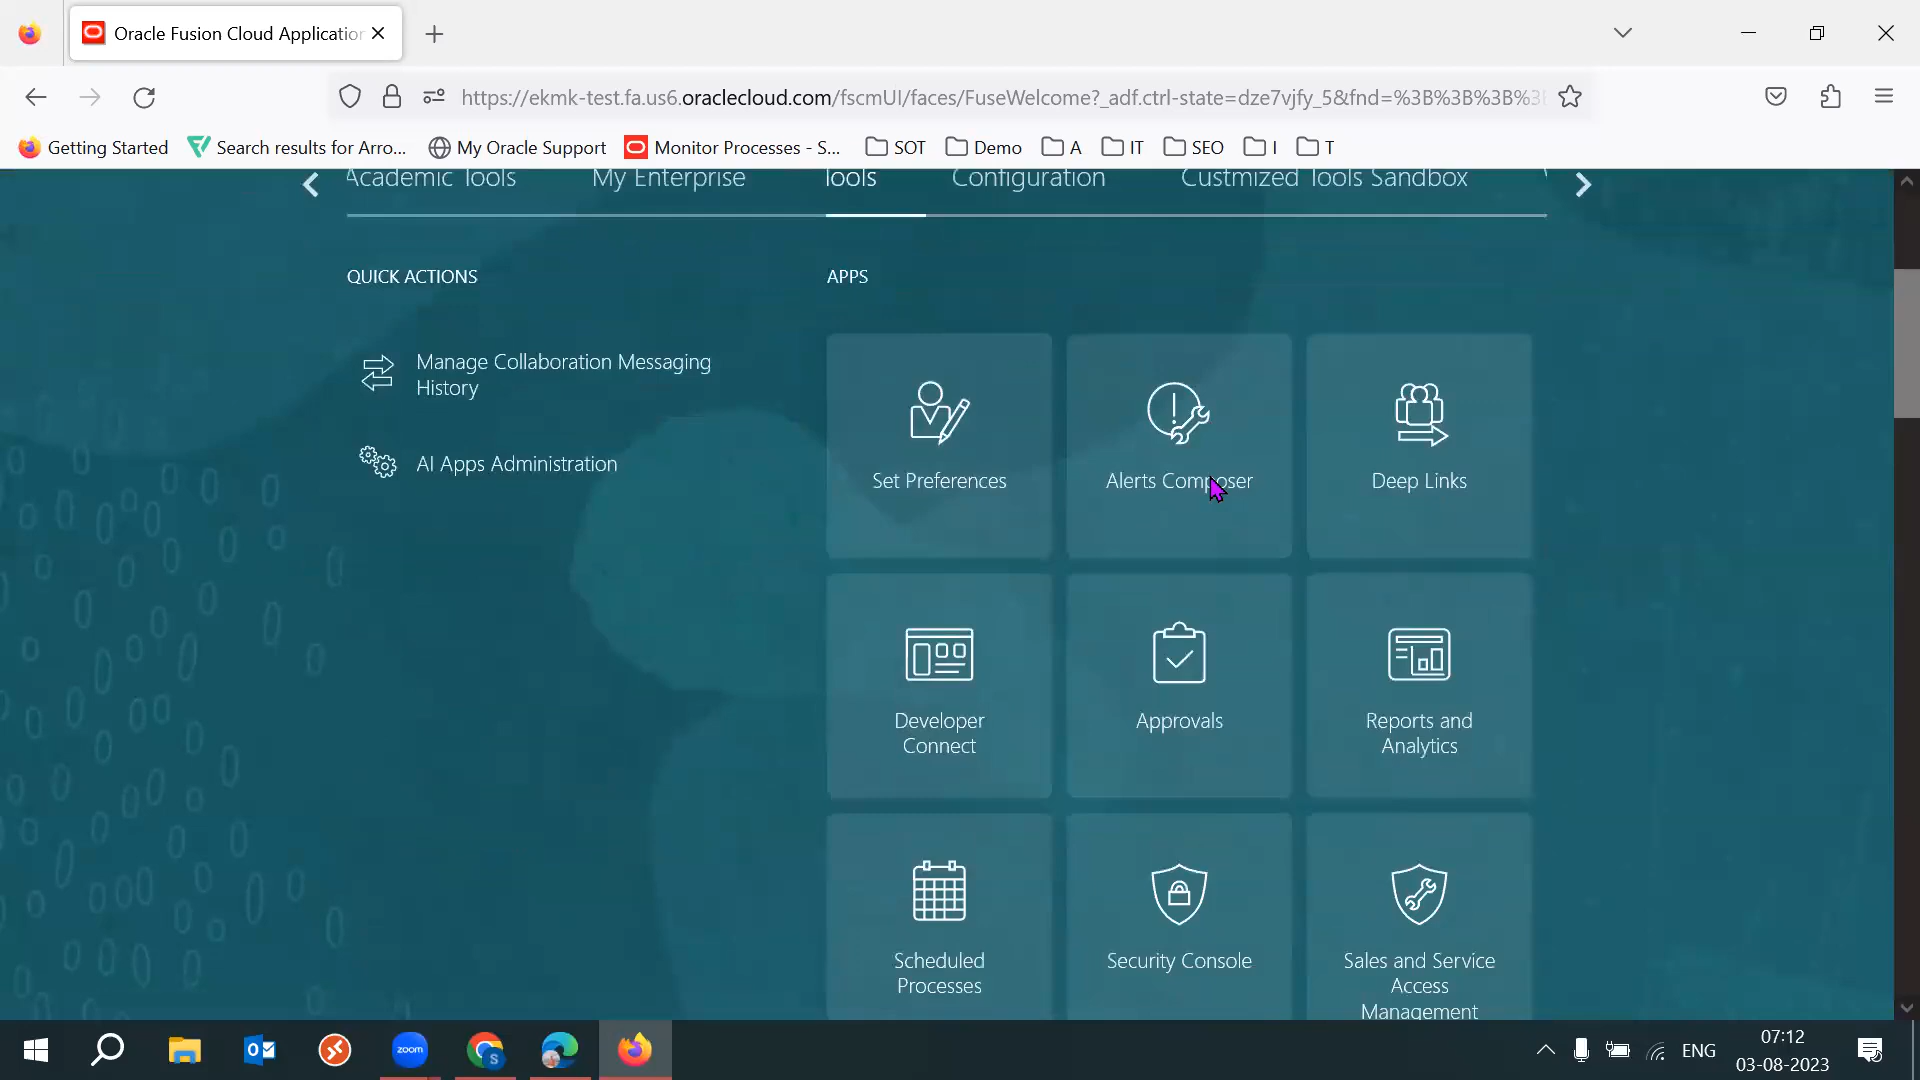 Oracle Fusion Cloud Application
https://ekmk-test.fa.us6.oraclecloud.com/fscmUI/faces/FuseWelcome?_adf.ctrl-state=dze7vjfy_5&fnd=%3B%3B%3B%3
Getting Started
Search results for Arro...
My Oracle Support
Monitor Processes - S...
SOT
Demo
A
IT
SEO
I
T
Academic Tools
My Enterprise
Tools
Configuration
Custmized Tools Sandbox
QUICK ACTIONS
APPS
Manage Collaboration Messaging
History
AI Apps Administration
Set Preferences
Alerts Composer
Deep Links
Developer
Connect
Approvals
Reports and
Analytics
Scheduled
Processes
Security Console
Sales and Service
Access
Management
zoom
S
ENG
07:12
03-08-2023